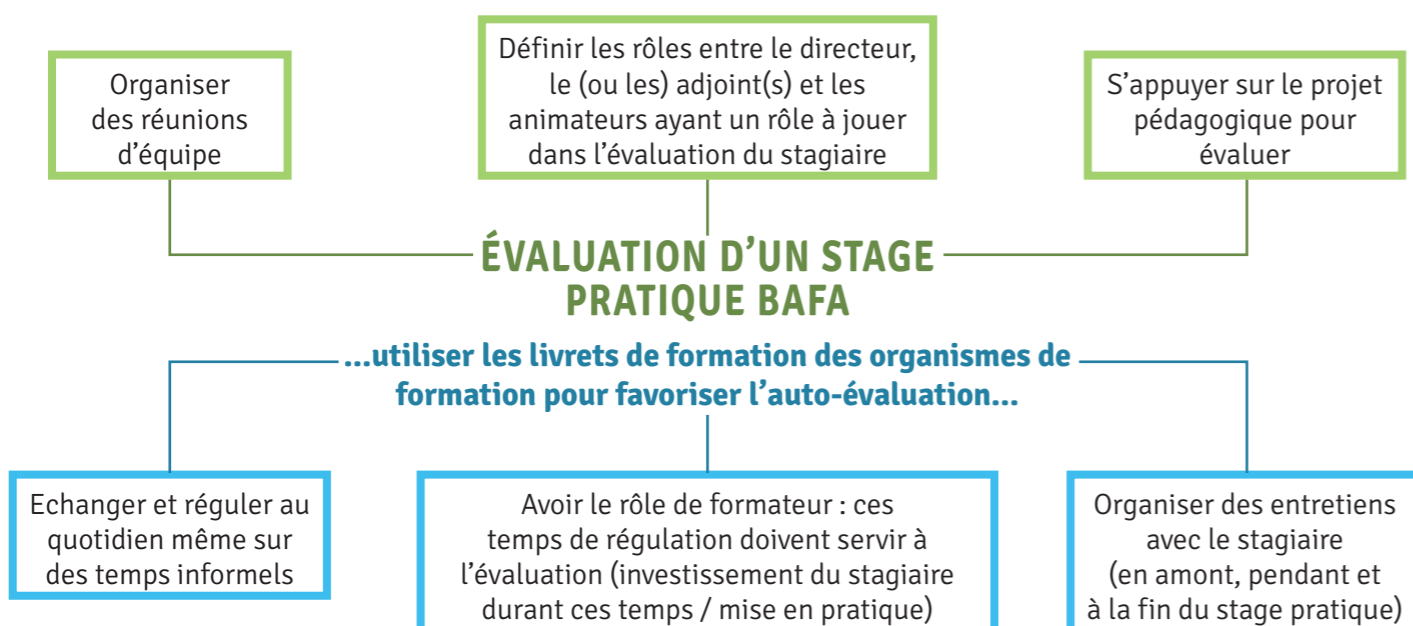 Organiser
des réunions
d’équipe
Définir les rôles entre le directeur,
le (ou les) adjoint(s) et les
animateurs ayant un rôle à jouer
dans l’évaluation du stagiaire
S’appuyer sur le projet
pédagogique pour
évaluer
ÉVALUATION D’UN STAGE
PRATIQUE BAFA
...utiliser les livrets de formation des organismes de
formation pour favoriser l’auto-évaluation...
Echanger et réguler au
quotidien même sur
des temps informels
Avoir le rôle de formateur : ces
temps de régulation doivent servir à
l’évaluation (investissement du stagiaire
durant ces temps / mise en pratique)
Organiser des entretiens
avec le stagiaire
(en amont, pendant et
à la fin du stage pratique)